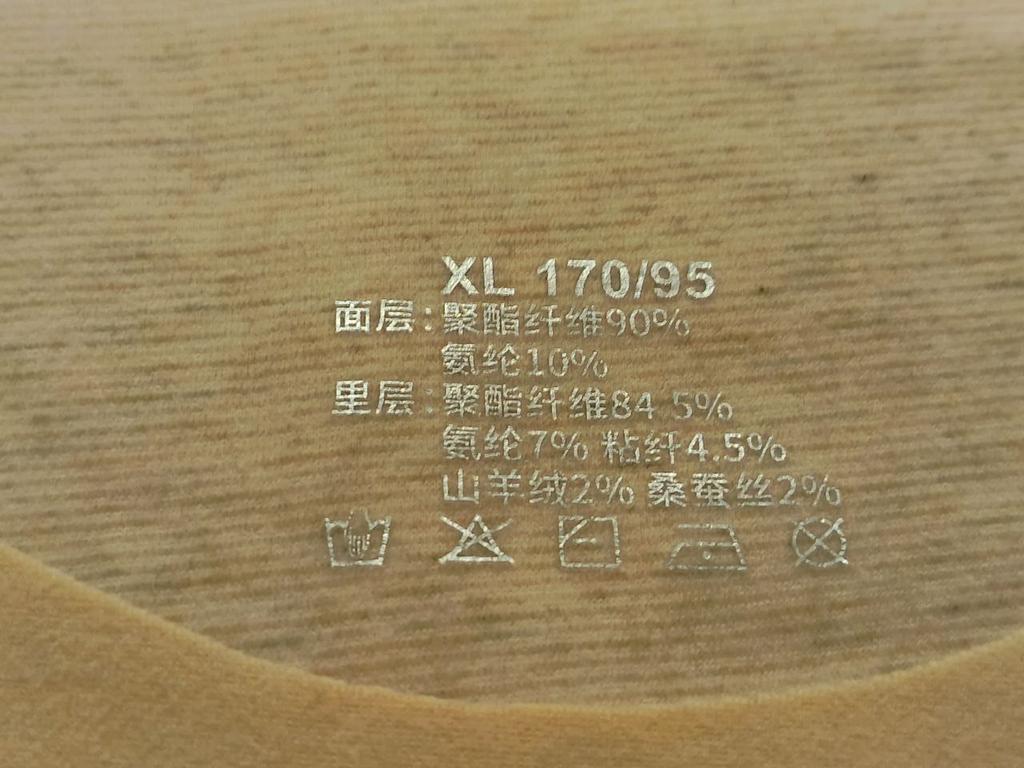 XL 170/95
面层:聚酯纤维90%
氨纶10%
里层:聚酯纤维84.5%
氨纶7% 粘纤4.5%
山羊绒2% 桑蚕丝2%